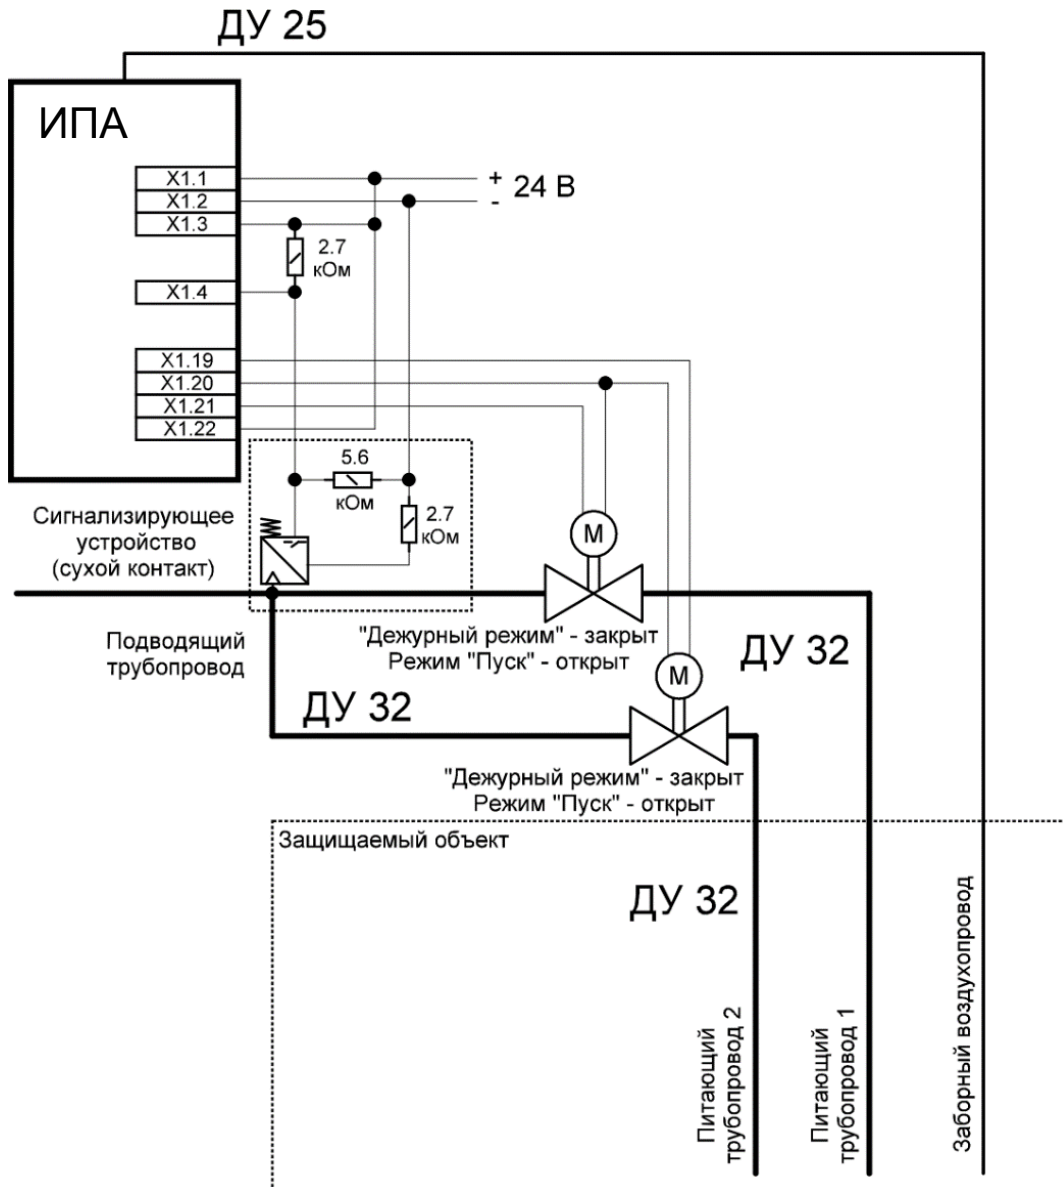 ДУ 25
ИПА
X1.1
X1.2
X1.3
X1.4
X1.19
X1.20
X1.21
X1.22
+
-
24 В
2.7
кОм
5.6
кОм
2.7
кОм
Сигнализирующее
устройство
(сухой контакт)
М
Подводящий
трубопровод
"Дежурный режим" - закрыт
Режим "Пуск" - открыт
ДУ 32
М
ДУ 32
"Дежурный режим" - закрыт
Режим "Пуск" - открыт
Защищаемый объект
ДУ 32
Питающий
трубопровод 2
Питающий
трубопровод 1
Заборный воздухопровод